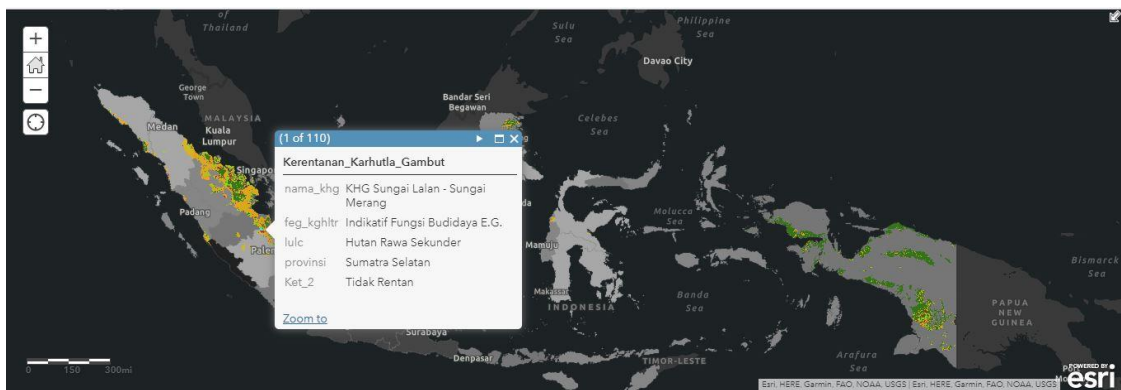 of
Thailand
Sulu
Sea
Philippine
Sea
Davao City
George
Town
Bandar Seri
Begawan
MALAYSIA
Medan
Kuala
Lumpur
Celebes
Sea
(1 of 110)
Kerentanan_Karhutla_Gambut
nama_khg KHG Sungai Lalan - Sungai
Merang
feg_kghltr Indikatif Fungsi Budidaya E.G.
lulc Hutan Rawa Sekunder
provinsi Sumatra Selatan
Ket_2 Tidak Rentan
Zoom to
Singapo
Padang
Palem
Molucca
Sea
Mamuju
Makassar
INDONESIA
Banda
Sea
Bismarck
Sea
PAPUA
NEW
GUINEA
Surabaya
Denpasar
TIMOR-LESTE
Arafura
Sea
0 150 300mi
Esri, HERE, Garmin, FAO, NOAA, USGS | Esri, HERE, Garmin, FAO, NOAA, USGS
POWERED BY
esri